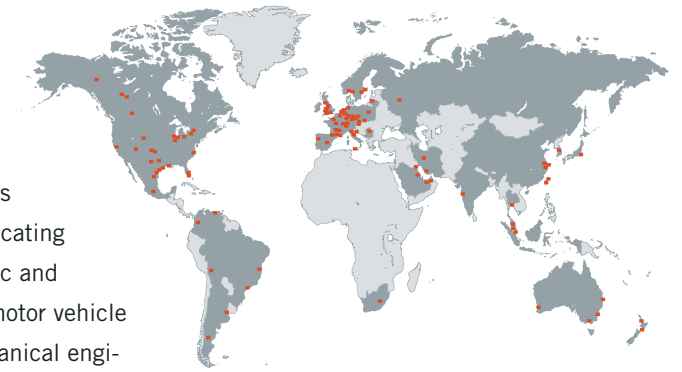 s
cating
c and
motor vehicle
anical engi-